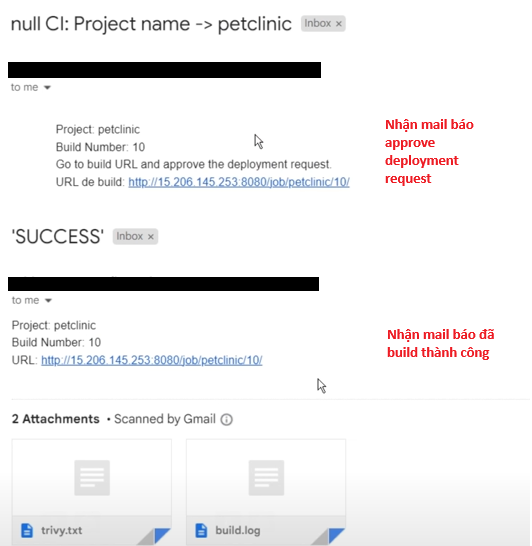 null CI: Project name -> petclinic Inbox ×
to me
Project: petclinic
Build Number: 10
Go to build URL and approve the deployment request.
URL de build: http://15.206.145.253:8080/job/petclinic/10/
Nhận mail báo
approve
deployment
request
'SUCCESS' Inbox ×
to me
Project: petclinic
Build Number: 10
URL: http://15.206.145.253:8080/job/petclinic/10/
Nhận mail báo đã
build thành công
2 Attachments • Scanned by Gmail
trivy.txt
build.log